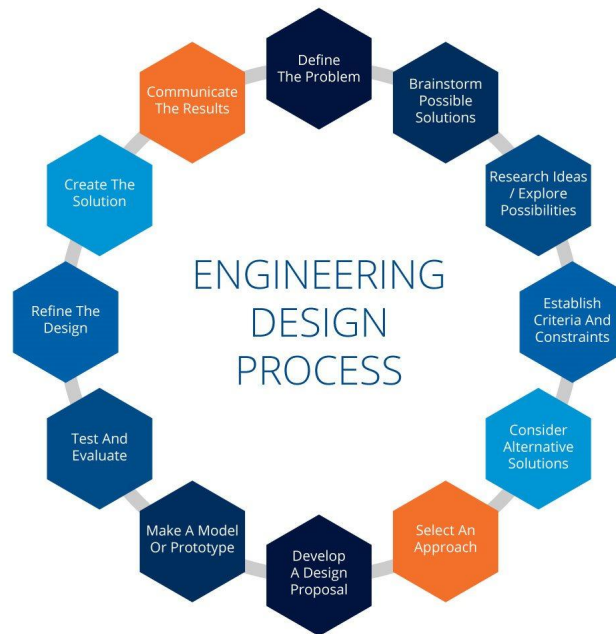 Define
The Problem
Brainstorm
Possible
Solutions
Research Ideas
/ Explore
Possibilities
Establish
Criteria And
Constraints
Consider
Alternative
Solutions
Select An
Approach
Develop
A Design
Proposal
Make A Model
Or Prototype
Test And
Evaluate
Refine The
Design
Create The
Solution
Communicate
The Results
ENGINEERING
DESIGN
PROCESS